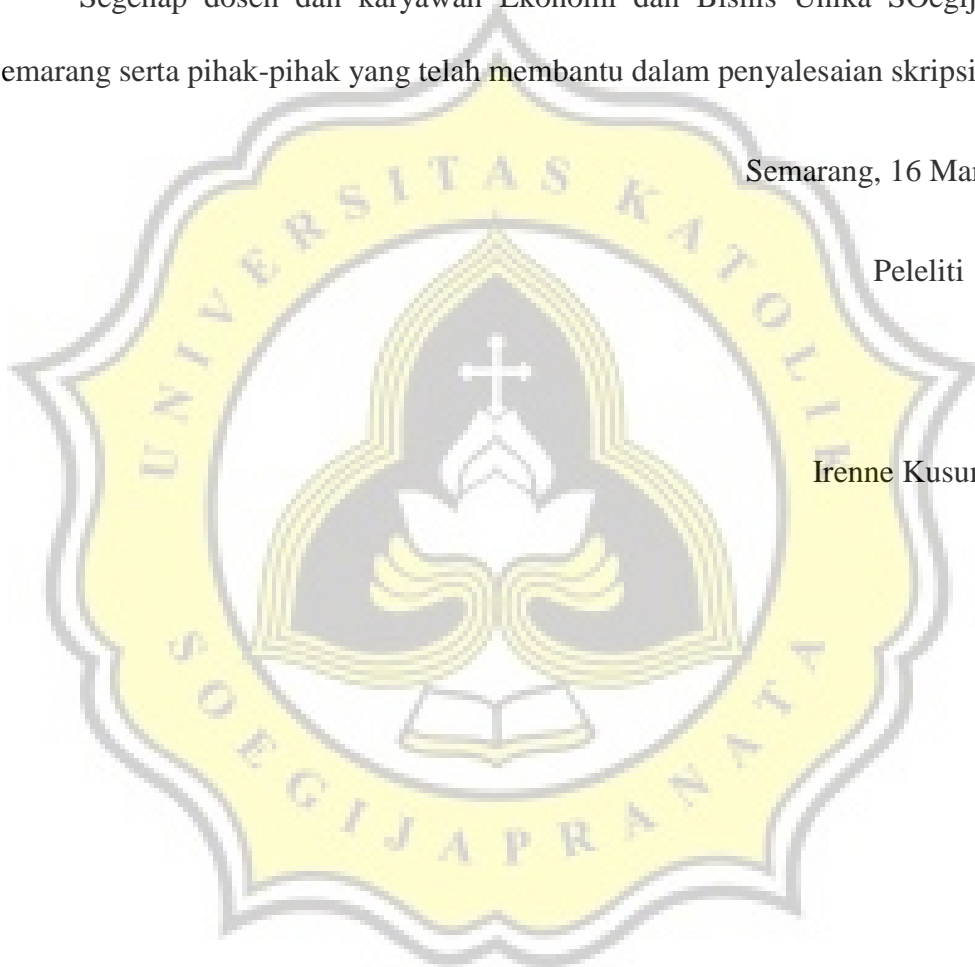 Segenap dosen dan karyawan Ekonomi dan Bisnis Unika SOegij
emarang serta pihak-pihak yang telah membantu dalam penyalesaian skripsi
Semarang, 16 Mar
Peleliti
Irenne Kusu
UNIVERSITAS KATOLIK
SOEGIJAPRANATA